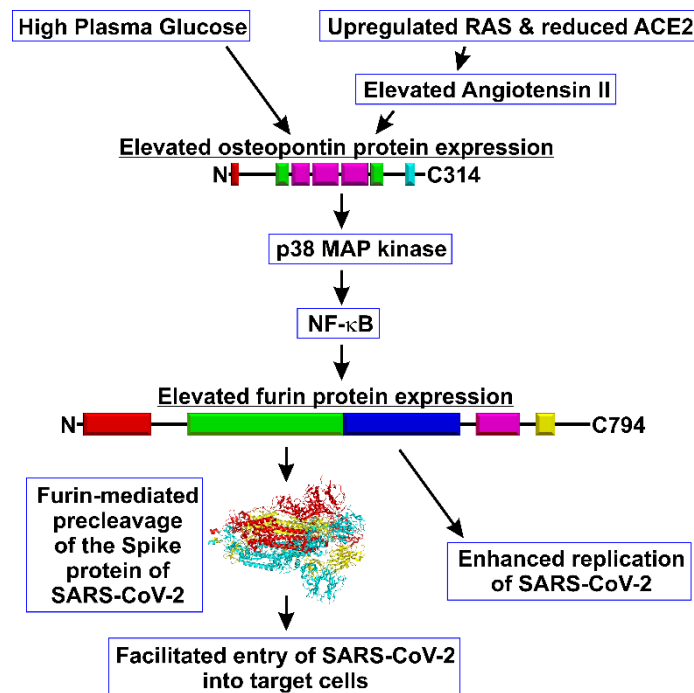 High Plasma Glucose
Upregulated RAS & reduced ACE2
Elevated Angiotensin II
Elevated osteopontin protein expression
N
C314
p38 MAP kinase
NF-κB
Elevated furin protein expression
N
C794
Furin-mediated
precleavage
of the Spike
protein of
SARS-CoV-2
Enhanced replication
of SARS-CoV-2
Facilitated entry of SARS-CoV-2
into target cells